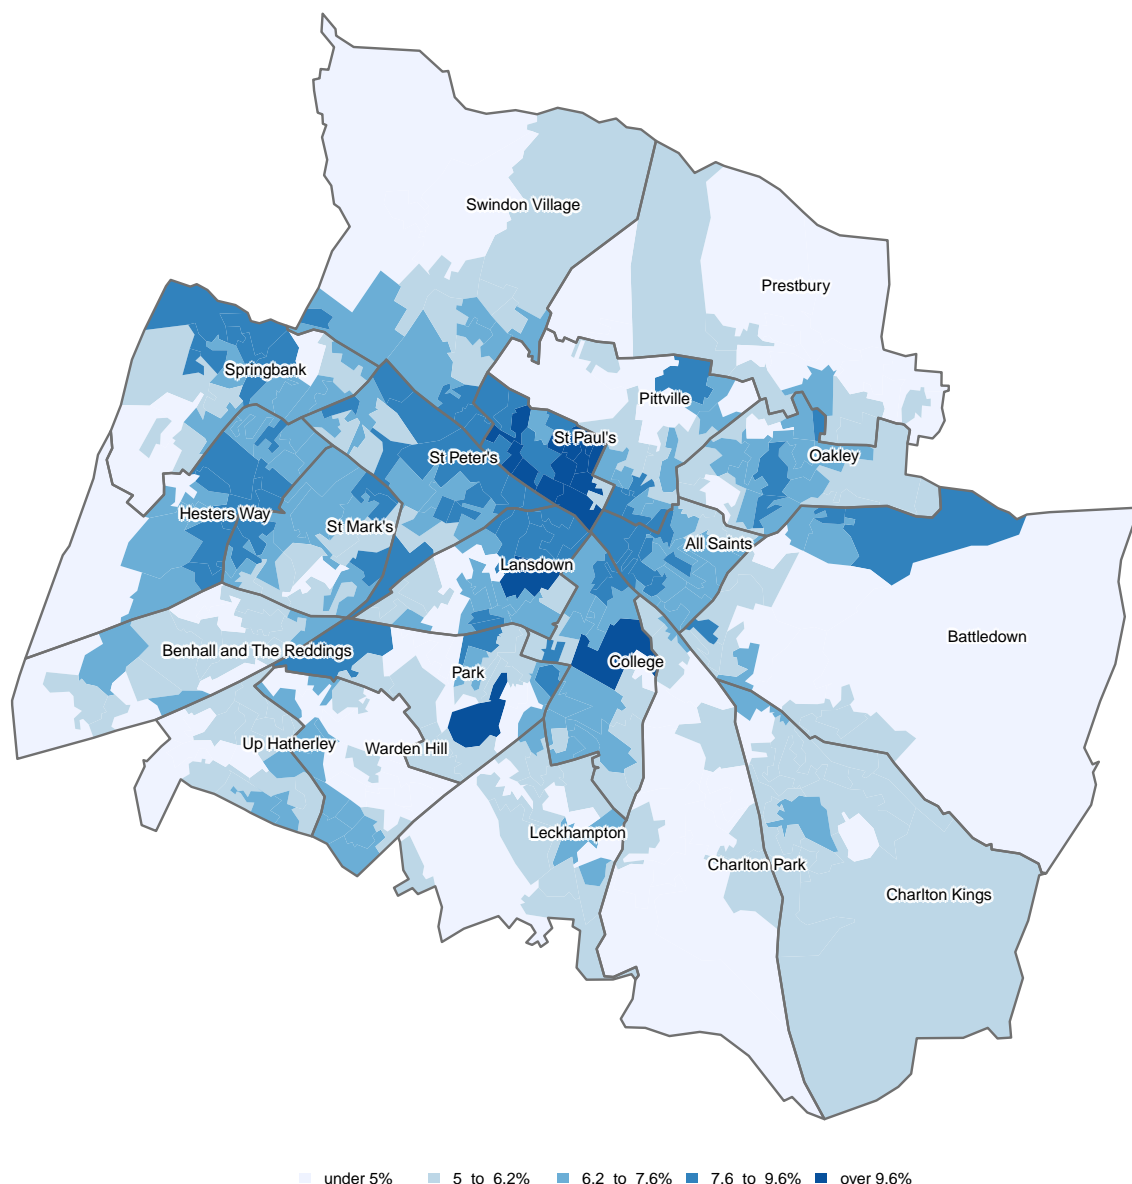 Swindon Village
Prestbury
Springbank
Pittville
St Paul's
St Peter's
Oakley
Hesters Way
St Mark's
All Saints
Lansdown
Battledown
Benhall and The Reddings
College
Park
Up Hatherley
Warden Hill
Leckhampton
Charlton Park
Charlton Kings
under 5% 5 to 6.2% 6.2 to 7.6% 7.6 to 9.6% over 9.6%